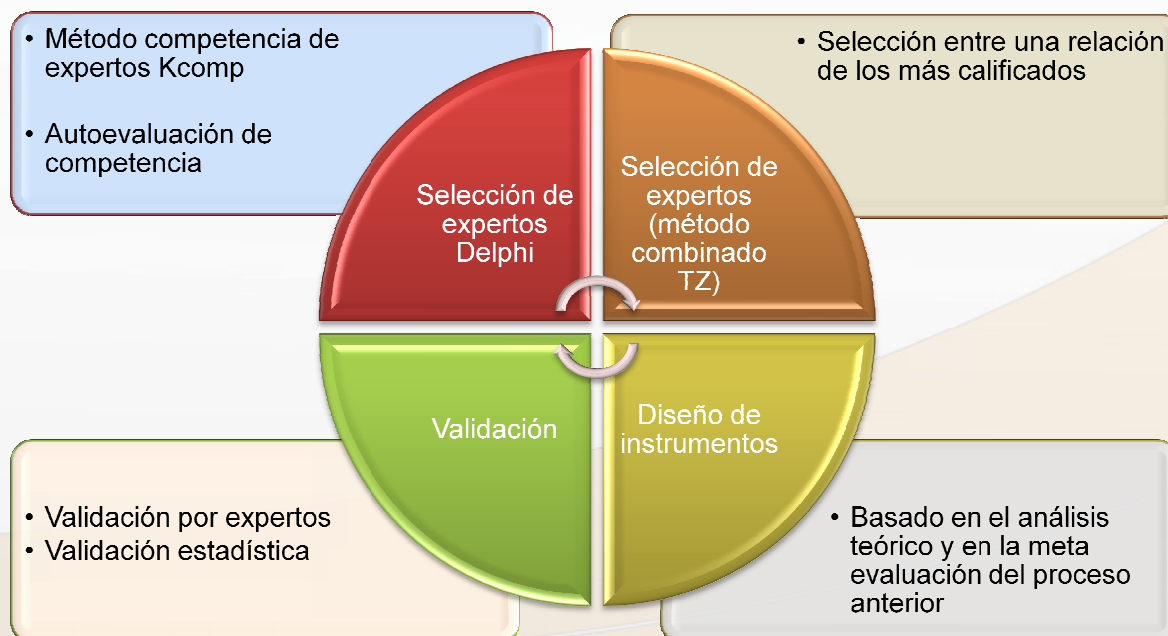 • Método competencia de
expertos Kcomp
• Autoevaluación de
competencia
Selección de
expertos
Delphi
• Selección entre una relación
de los más calificados
Selección de
expertos
(método
combinado
TZ)
Validación
• Validación por expertos
• Validación estadística
Diseño de
instrumentos
• Basado en el análisis
teórico y en la meta
evaluación del proceso
anterior